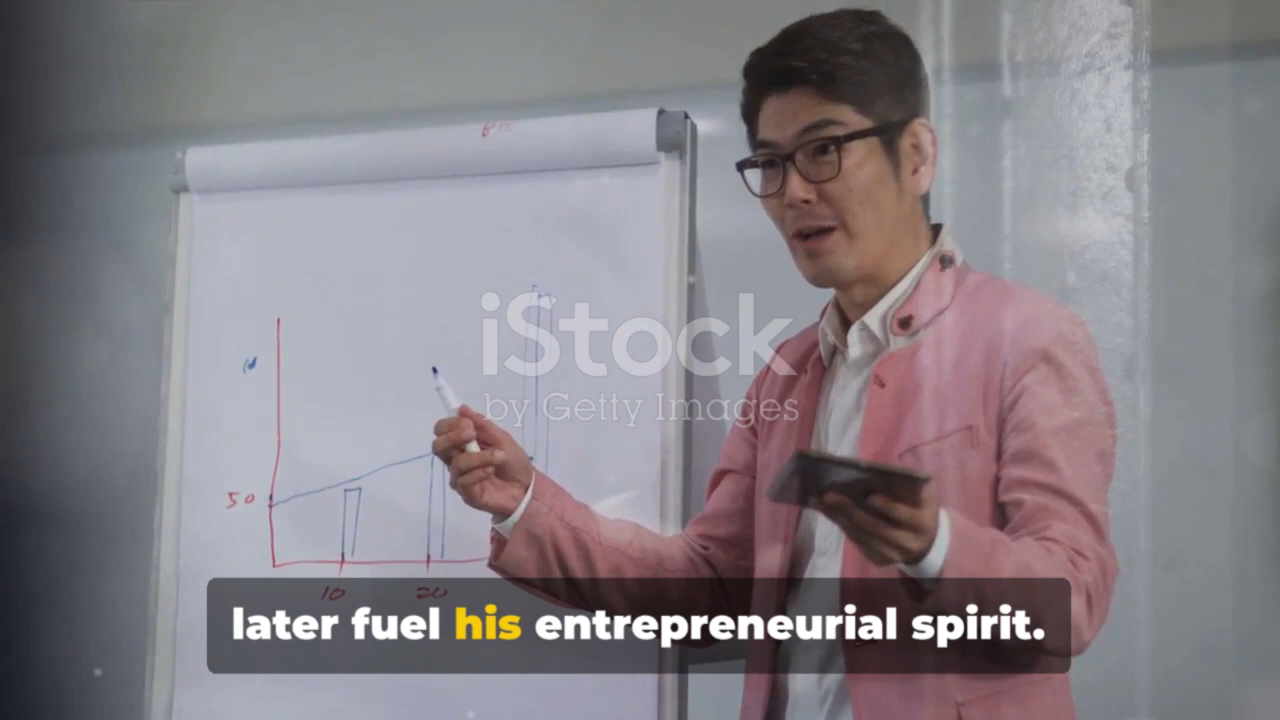 iStock
by Getty Images
50
10
20
later fuel his entrepreneurial spirit.